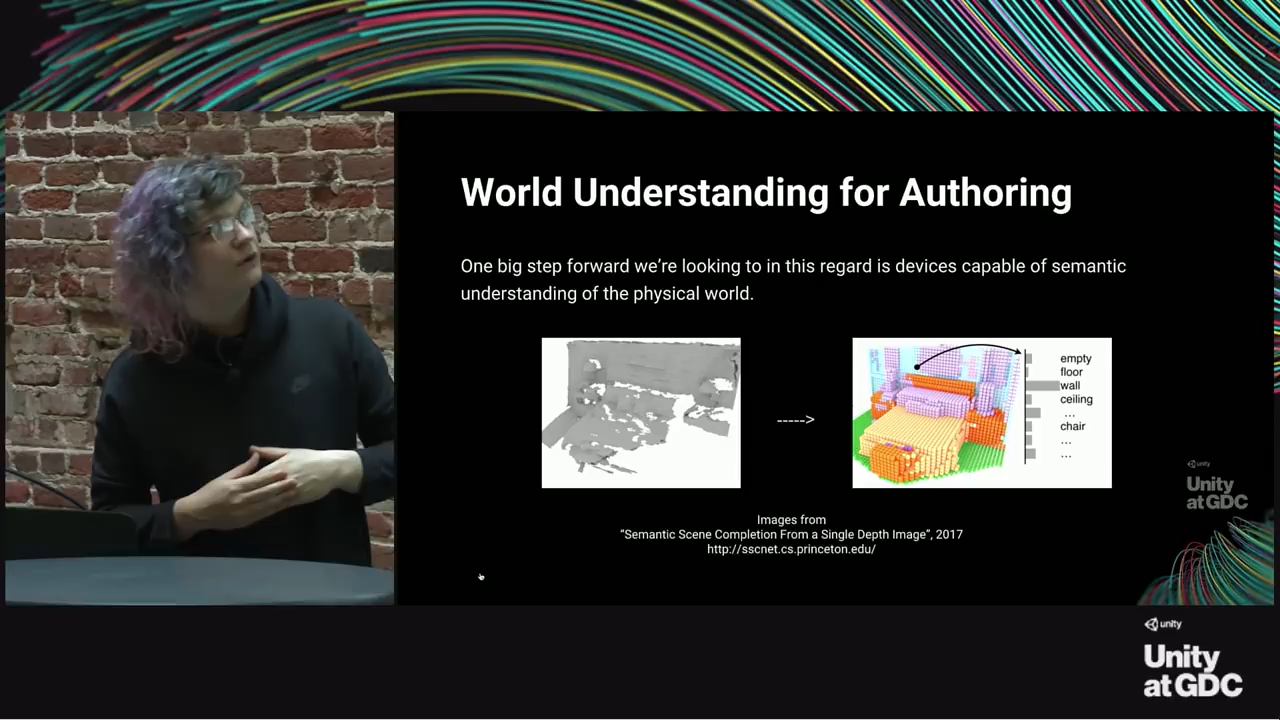 World Understanding for Authoring
One big step forward we’re looking to in this regard is devices capable of semantic
understanding of the physical world.
----->
empty
floor
wall
ceiling
...
chair
...
...
Images from
“Semantic Scene Completion From a Single Depth Image”, 2017
http://sscnet.cs.princeton.edu/
unity
Unity
at GDC
unity
Unity
at GDC